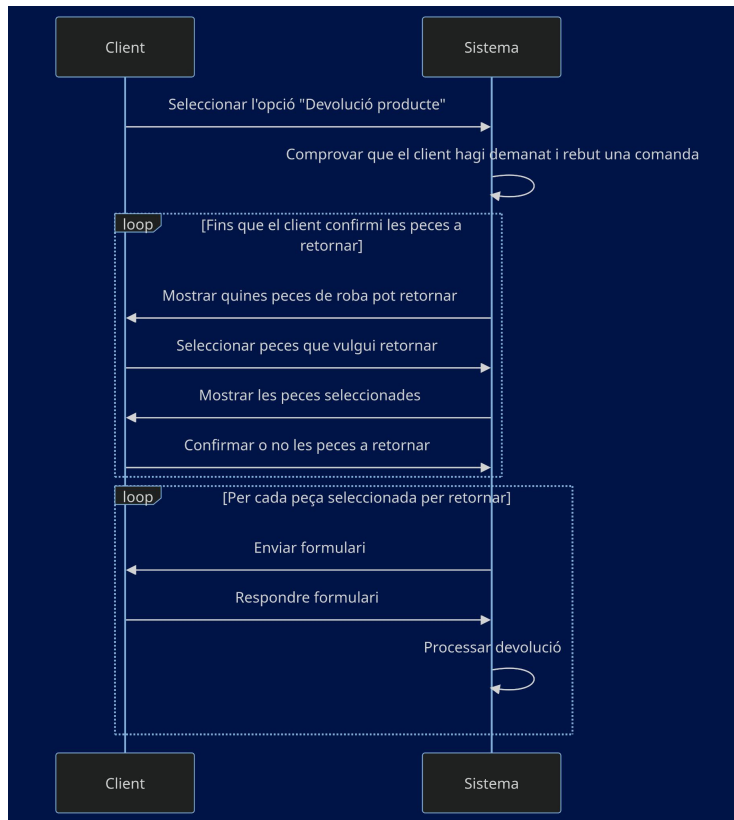 Client
Sistema
Seleccionar l'opció "Devolució producte"
Comprovar que el client hagi demanat i rebut una comanda
loop
[Fins que el client confirmi les peces a
retornar]
Mostrar quines peces de roba pot retornar
Seleccionar peces que vulgui retornar
Mostrar les peces seleccionades
Confirmar o no les peces a retornar
loop
[Per cada peça seleccionada per retornar]
Enviar formulari
Respondre formulari
Processar devolució
Client
Sistema